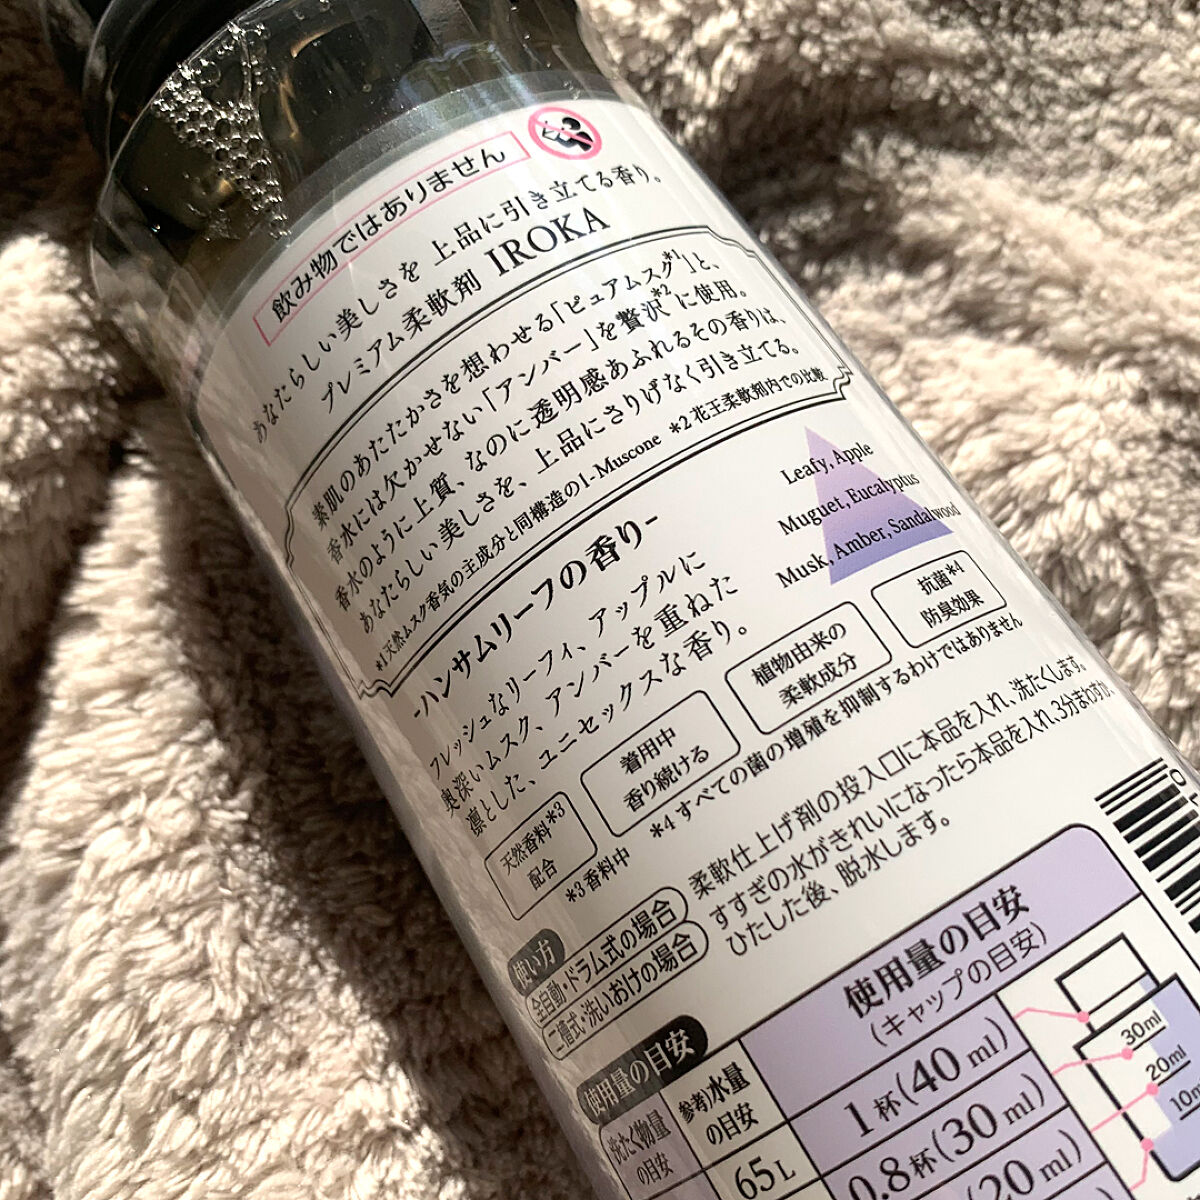 飲み物ではありません
あなたらしい美しさを 上品に引き立てる香り。
プレミアム柔軟剤 IROKA
素肌のあたたかさを想わせる「ピュアムスク*1」と、
香水には欠かせない「アンバー」を贅沢*2に使用。
香水のように上質、なのに透明感あふれるその香りは、
あなたらしい美しさを、上品にさりげなく引き立てる。
*1 天然ムスク香気の主成分と同構造のl-Muscone *2 花王柔軟剤内での比較
-ハンサムリーフの香り-
フレッシュなリーフィ、アップルに
奥深いムスク、アンバーを重ねた
凛とした、ユニセックスな香り。
Leafy, Apple
Muguet, Eucalyptus
Musk, Amber, Sandalwood
天然香料*3
配合
着用中
香り続ける
植物由来の
柔軟成分
抗菌*4
防臭効果
*3 香料中
*4 すべての菌の増殖を抑制するわけではありません
使い方
全自動・ドラム式の場合
柔軟仕上げ剤の投入口に本品を入れ、洗たくします。
二槽式・洗いおけの場合
すすぎの水がきれいになったら本品を入れ、3分まわすか、
ひたした後、脱水します。
使用量の目安
洗たく物量
の目安
参考)水量
の目安
使用量の目安
(キャップの目安)
65L
1杯(40ml)
0.8杯(30ml)
(20ml)
30ml
20ml